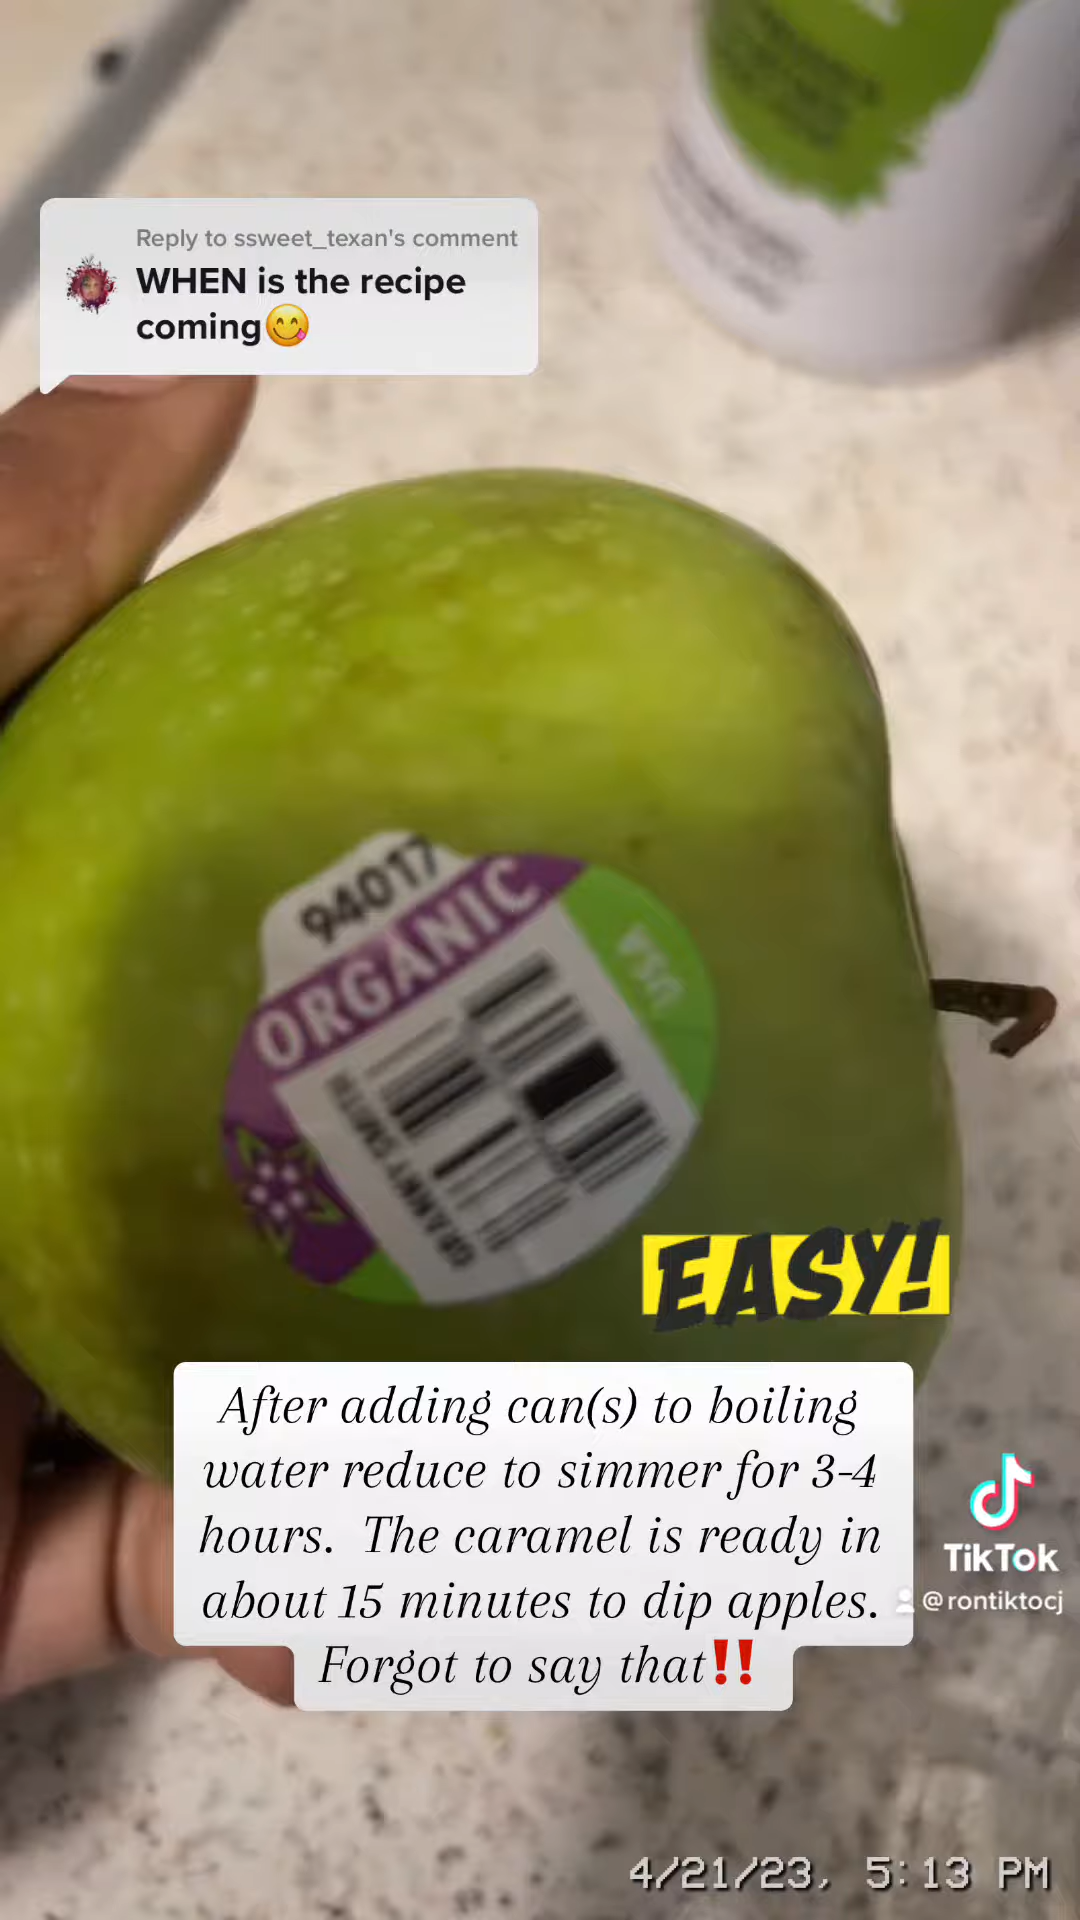 Reply to ssweet_texan's comment
WHEN is the recipe
coming😋
94017
ORGANIC
USA
GRANNY SMITH
EASY!
After adding can(s) to boiling
water reduce to simmer for 3-4
hours.  The caramel is ready in
about 15 minutes to dip apples.
Forgot to say that‼️
TikTok
@rontiktocj
4/21/23, 5:13 PM